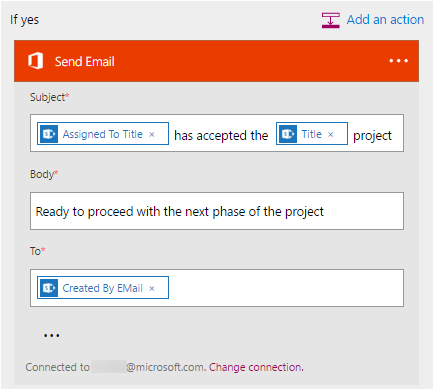 If yes
Add an action
Send Email
Subject*
Assigned To Title × has accepted the Title × project
Body*
Ready to proceed with the next phase of the project
To*
Created By EMail ×
...
Connected to @microsoft.com. Change connection.